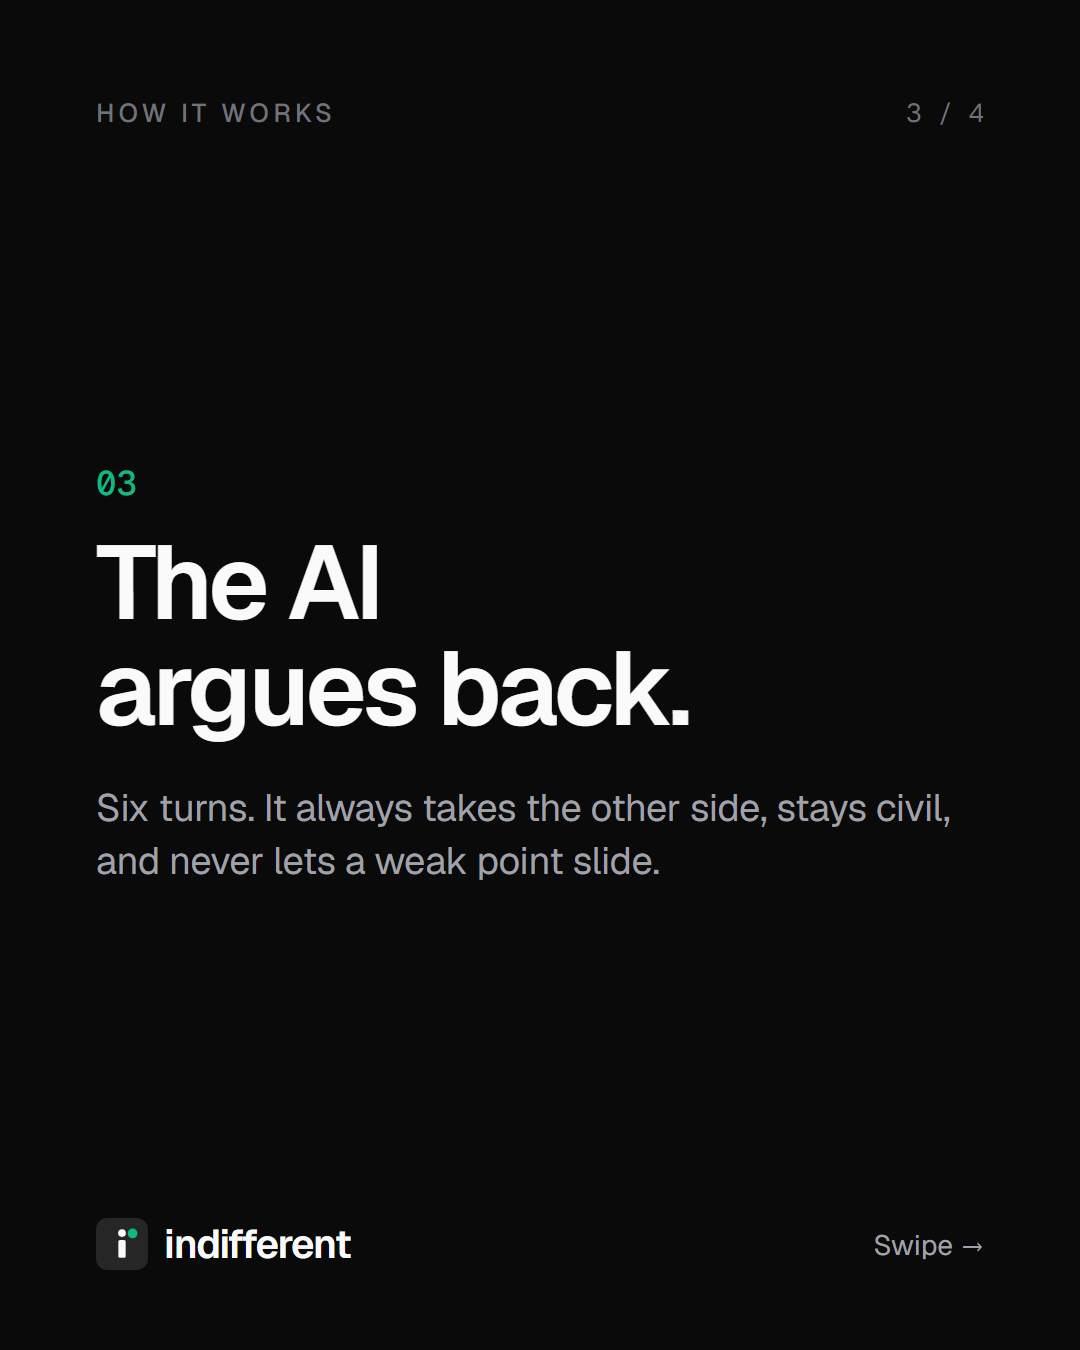 HOW IT WORKS
3 / 4
03
The AI
argues back.
Six turns. It always takes the other side, stays civil,
and never lets a weak point slide.
indifferent
Swipe →